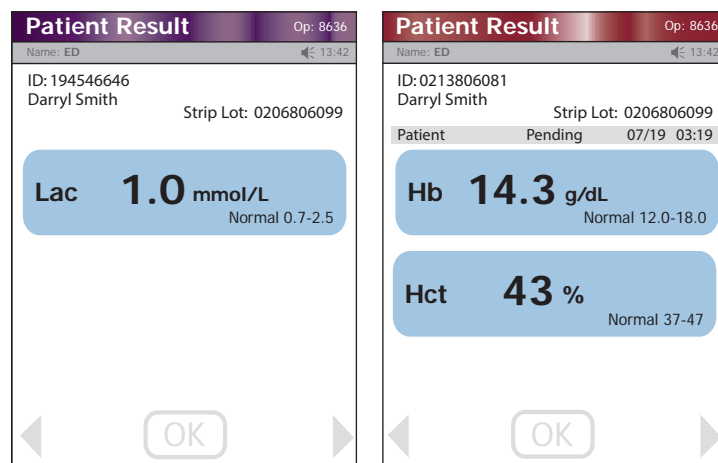 Patient Result Op: 8636
Name: ED 13:42
ID: 194546646
Darryl Smith
Strip Lot: 0206806099
Lac 1.0 mmol/L
Normal 0.7-2.5
OK
Patient Result Op: 8636
Name: ED 13:42
ID: 0213806081
Darryl Smith
Strip Lot: 0206806099
Patient Pending 07/19 03:19
Hb 14.3 g/dL
Normal 12.0-18.0
Hct 43 %
Normal 37-47
OK